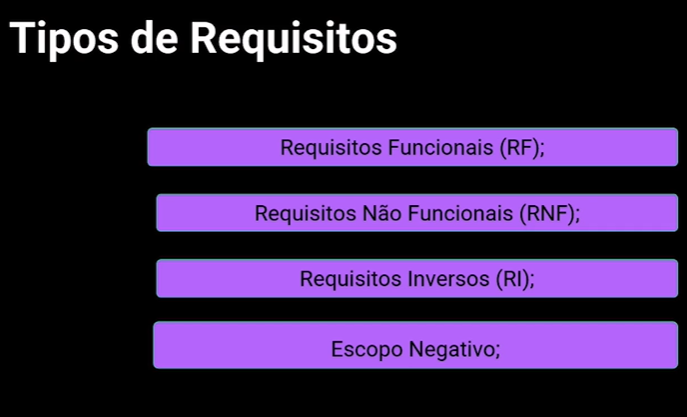 Tipos de Requisitos
Requisitos Funcionais (RF);
Requisitos Não Funcionais (RNF);
Requisitos Inversos (RI);
Escopo Negativo;